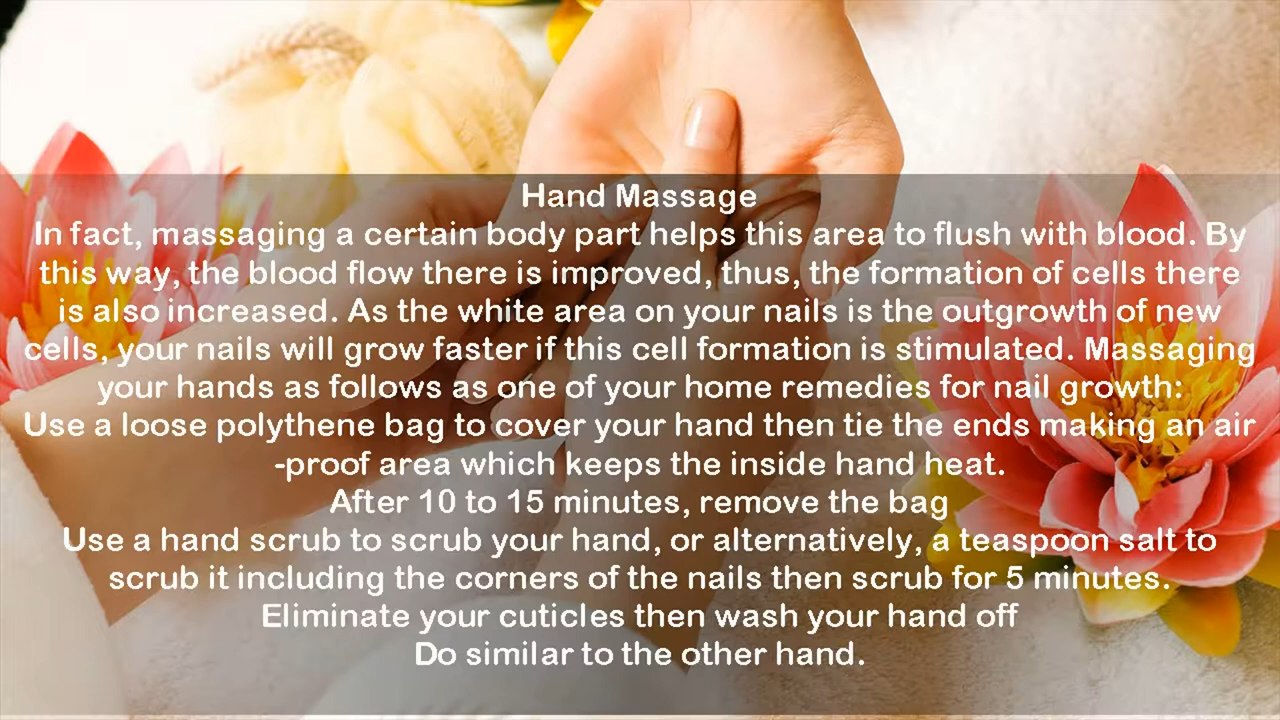 Hand Massage
In fact, massaging a certain body part helps this area to flush with blood. By
this way, the blood flow there is improved, thus, the formation of cells there
is also increased. As the white area on your nails is the outgrowth of new
cells, your nails will grow faster if this cell formation is stimulated. Massaging
your hands as follows as one of your home remedies for nail growth:
Use a loose polythene bag to cover your hand then tie the ends making an air
-proof area which keeps the inside hand heat.
After 10 to 15 minutes, remove the bag
Use a hand scrub to scrub your hand, or alternatively, a teaspoon salt to
scrub it including the corners of the nails then scrub for 5 minutes.
Eliminate your cuticles then wash your hand off
Do similar to the other hand.